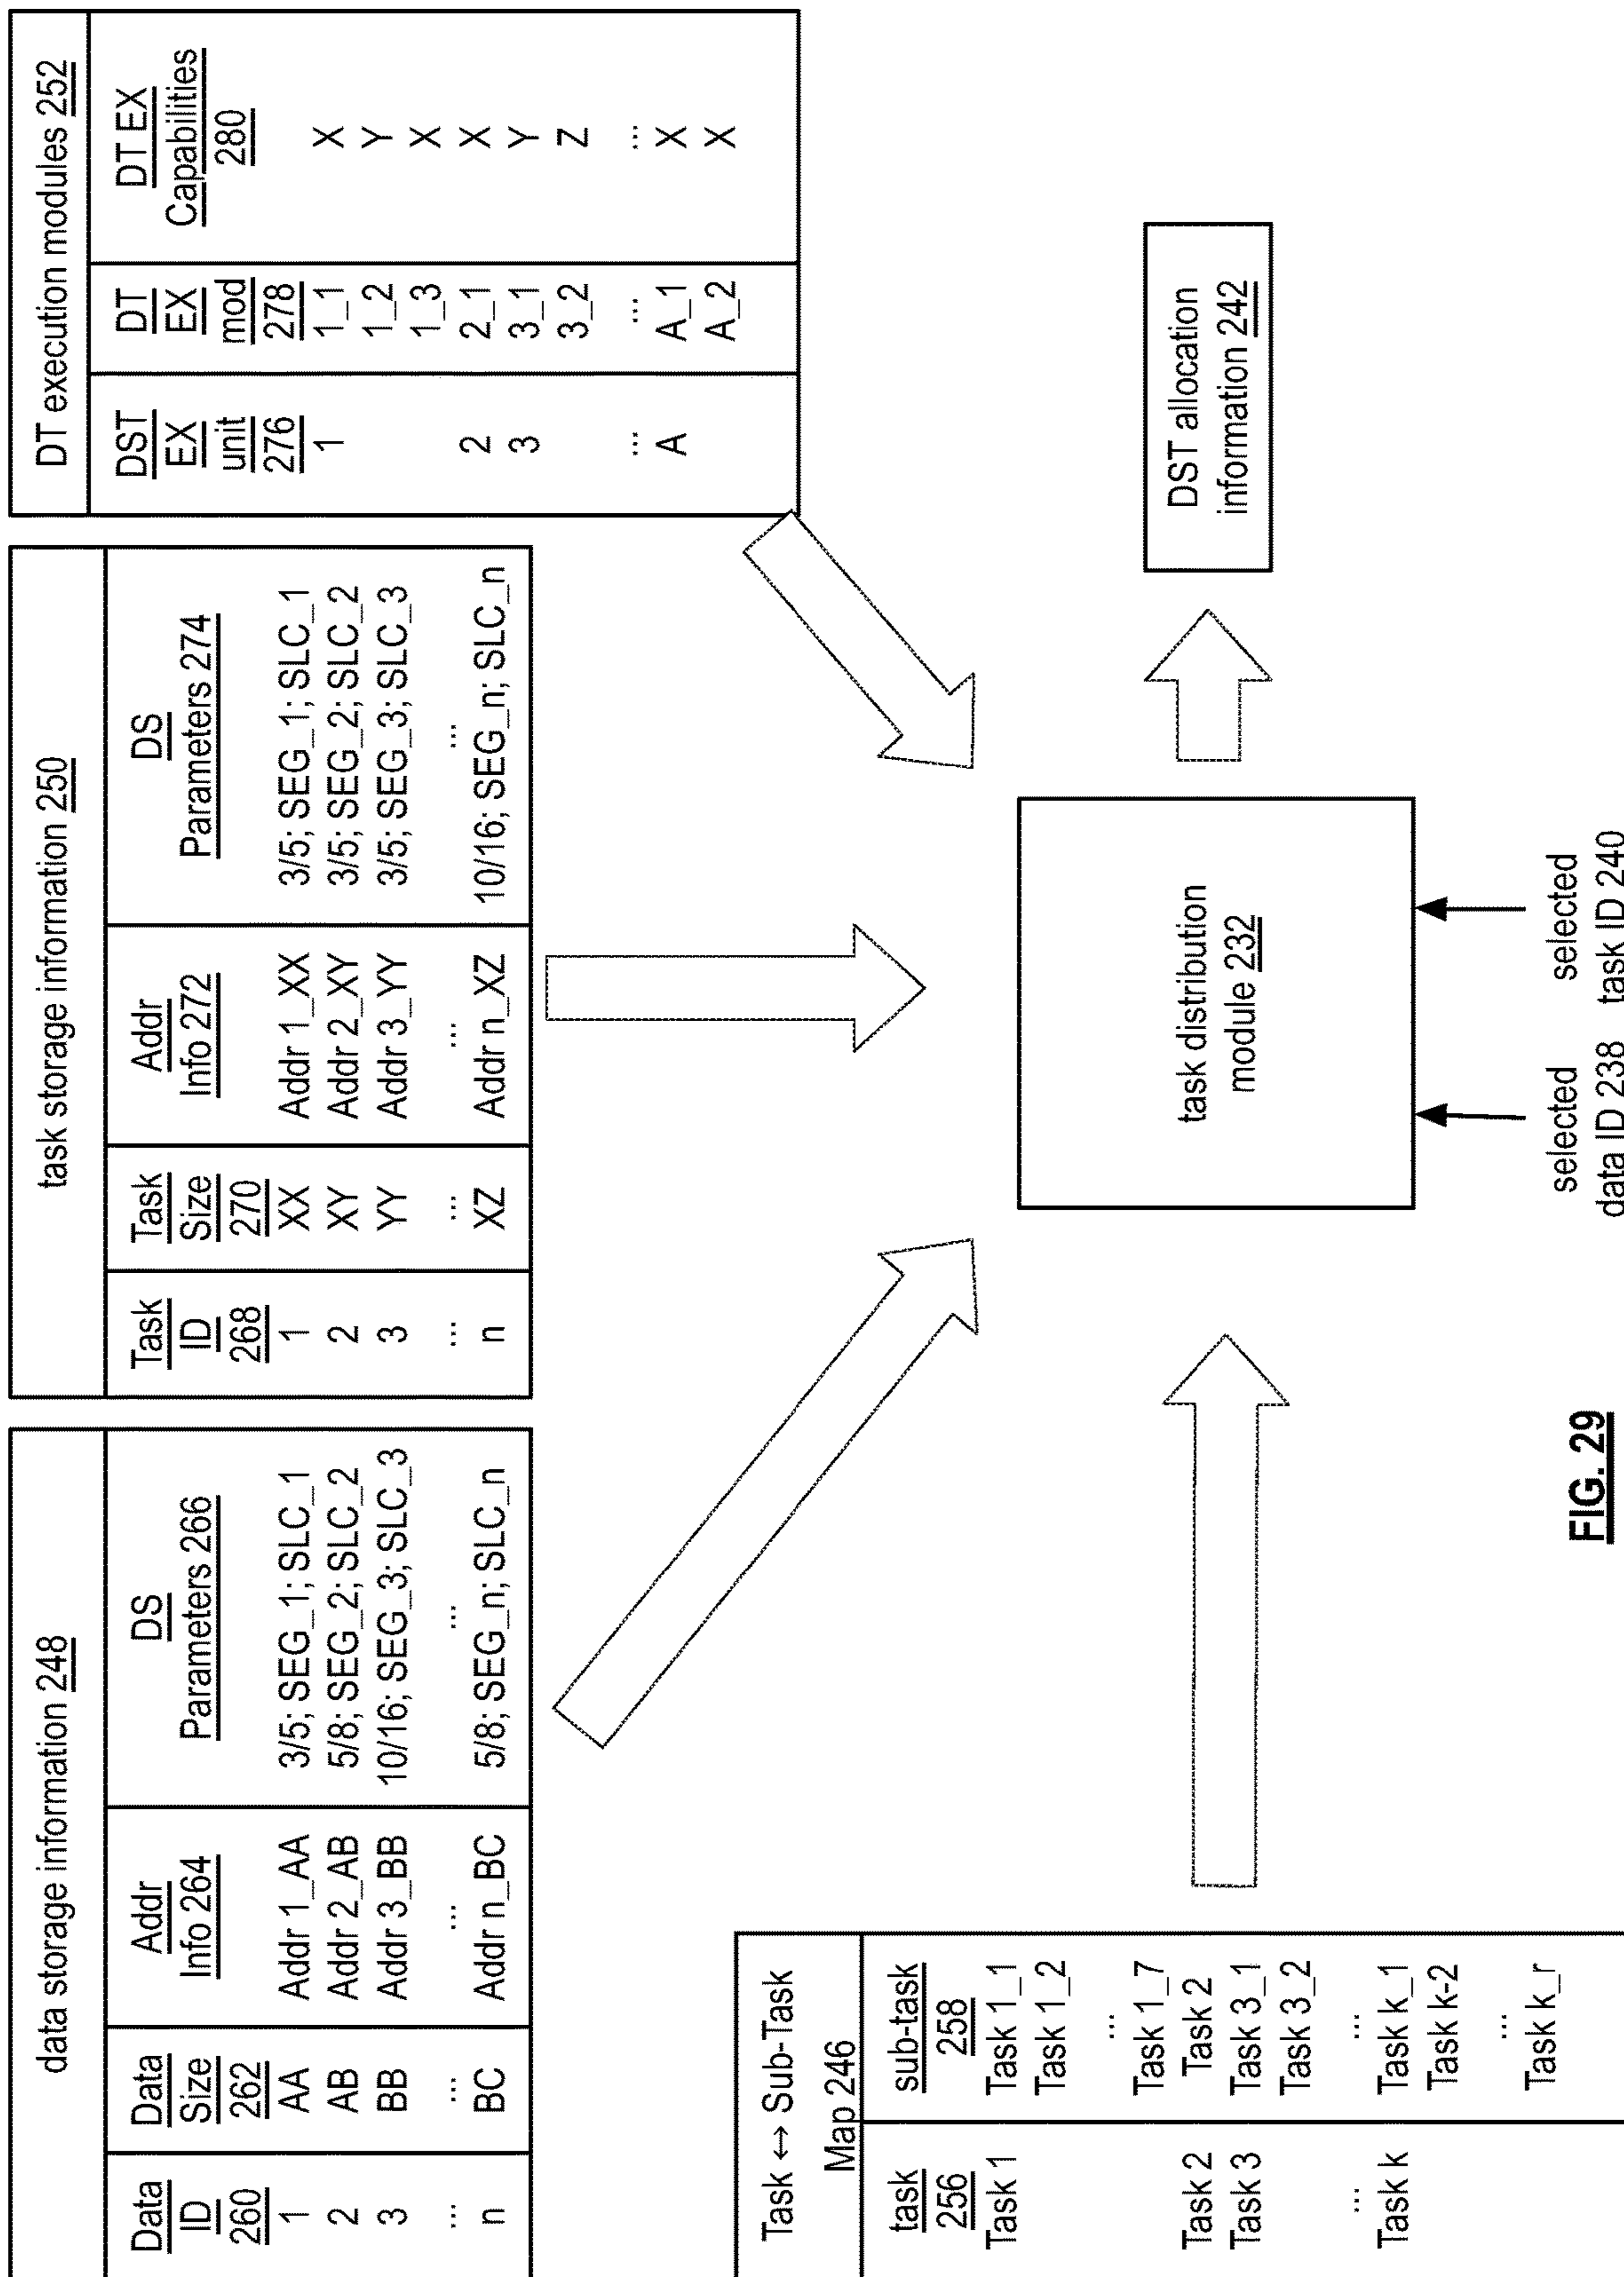 data storage information 248
Data ID 260 Data Size 262 Addr Info 264 DS Parameters 266
1 AA Addr 1_AA 3/5; SEG_1; SLC_1
2 AB Addr 2_AB 5/8; SEG_2; SLC_2
3 BB Addr 3_BB 10/16; SEG_3; SLC_3
... ... ... ...
n BC Addr n_BC 5/8; SEG_n; SLC_n
task storage information 250
Task ID 268 Task Size 270 Addr Info 272 DS Parameters 274
1 XX Addr 1_XX 3/5; SEG_1; SLC_1
2 XY Addr 2_XY 3/5; SEG_2; SLC_2
3 YY Addr 3_YY 3/5; SEG_3; SLC_3
... ... ... ...
n XZ Addr n_XZ 10/16; SEG_n; SLC_n
DT execution modules 252
DST EX unit 276 DT EX mod 278 DT EX Capabilities 280
1 1_1 X
1_2 Y
1_3 X
2 2_1 X
3 3_1 Y
3_2 Z
... ... ...
A A_1 X
A_2 X
Task ↔ Sub-Task
Map 246
task 256 sub-task 258
Task 1 Task 1_1
Task 1_2
...
Task 1_7
Task 2 Task 2
Task 3 Task 3_1
Task 3_2
... ...
Task k Task k_1
Task k-2
...
Task k_r
task distribution
module 232
DST allocation
information 242
selected
data ID 238
selected
task ID 240
FIG. 29